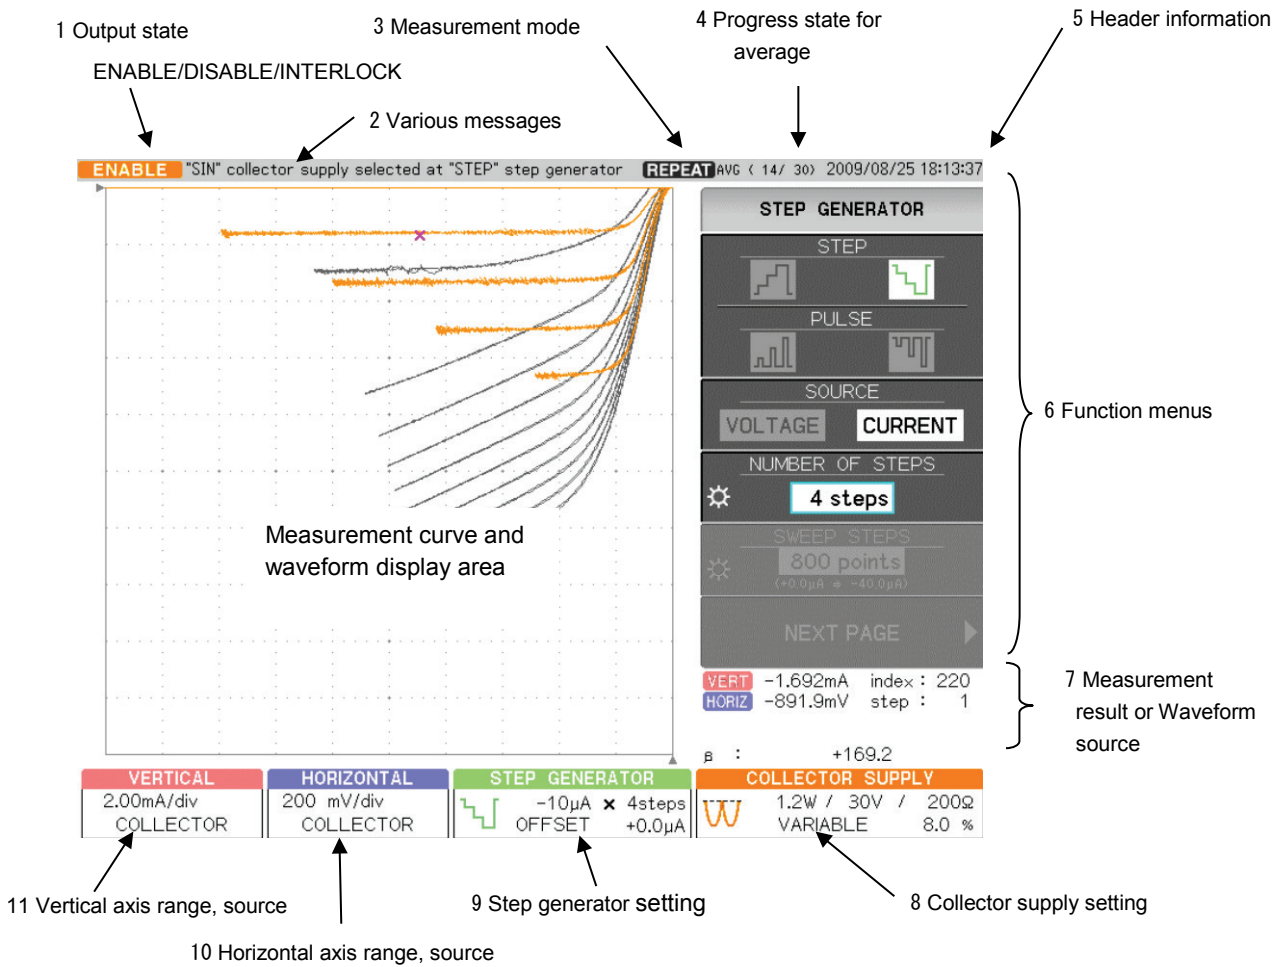 1 Output state
ENABLE/DISABLE/INTERLOCK
2 Various messages
3 Measurement mode
4 Progress state for
average
5 Header information
ENABLE "SIN" collector supply selected at "STEP" step generator REPEAT AVG ( 14/ 30) 2009/08/25 18:13:37
STEP GENERATOR
STEP
PULSE
SOURCE
VOLTAGE CURRENT
NUMBER OF STEPS
4 steps
SWEEP STEPS
800 points
(+0.0µA → -40.0µA)
NEXT PAGE
6 Function menus
Measurement curve and
waveform display area
VERT -1.692mA index : 220
HORIZ -891.9mV step : 1
β : +169.2
7 Measurement
result or Waveform
source
VERTICAL
2.00mA/div
COLLECTOR
HORIZONTAL
200 mV/div
COLLECTOR
STEP GENERATOR
-10µA × 4steps
OFFSET +0.0µA
COLLECTOR SUPPLY
1.2W / 30V / 200Ω
VARIABLE 8.0 %
11 Vertical axis range, source
10 Horizontal axis range, source
9 Step generator setting
8 Collector supply setting